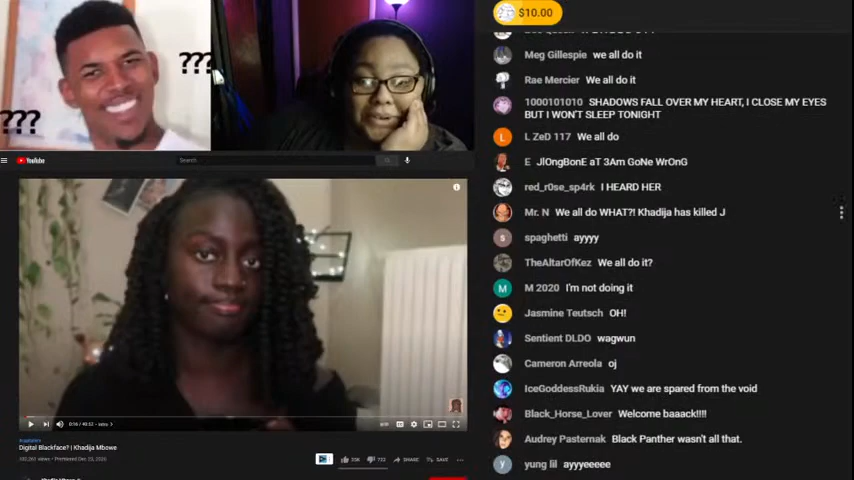 $10.00
Meg Gillespie we all do it
Rae Mercier We all do it
1000101010 SHADOWS FALL OVER MY HEART, I CLOSE MY EYES
BUT I WON'T SLEEP TONIGHT
L ZeD 117 We all do
E JlOngBonE aT 3Am GoNe WrOnG
red_r0se_sp4rk I HEARD HER
Mr. N We all do WHAT?! Khadija has killed J
spaghetti ayyyy
TheAltarOfKez We all do it?
M 2020 I'm not doing it
Jasmine Teutsch OH!
Sentient DLDO wagwun
Cameron Arreola oj
IceGoddessRukia YAY we are spared from the void
Black_Horse_Lover Welcome baaack!!!!
Audrey Pasternak Black Panther wasn't all that.
yung lil ayyyeeeee
???
???
YouTube
Search
Digital Blackface? | Khadija Mbowe
SHARE
SAVE